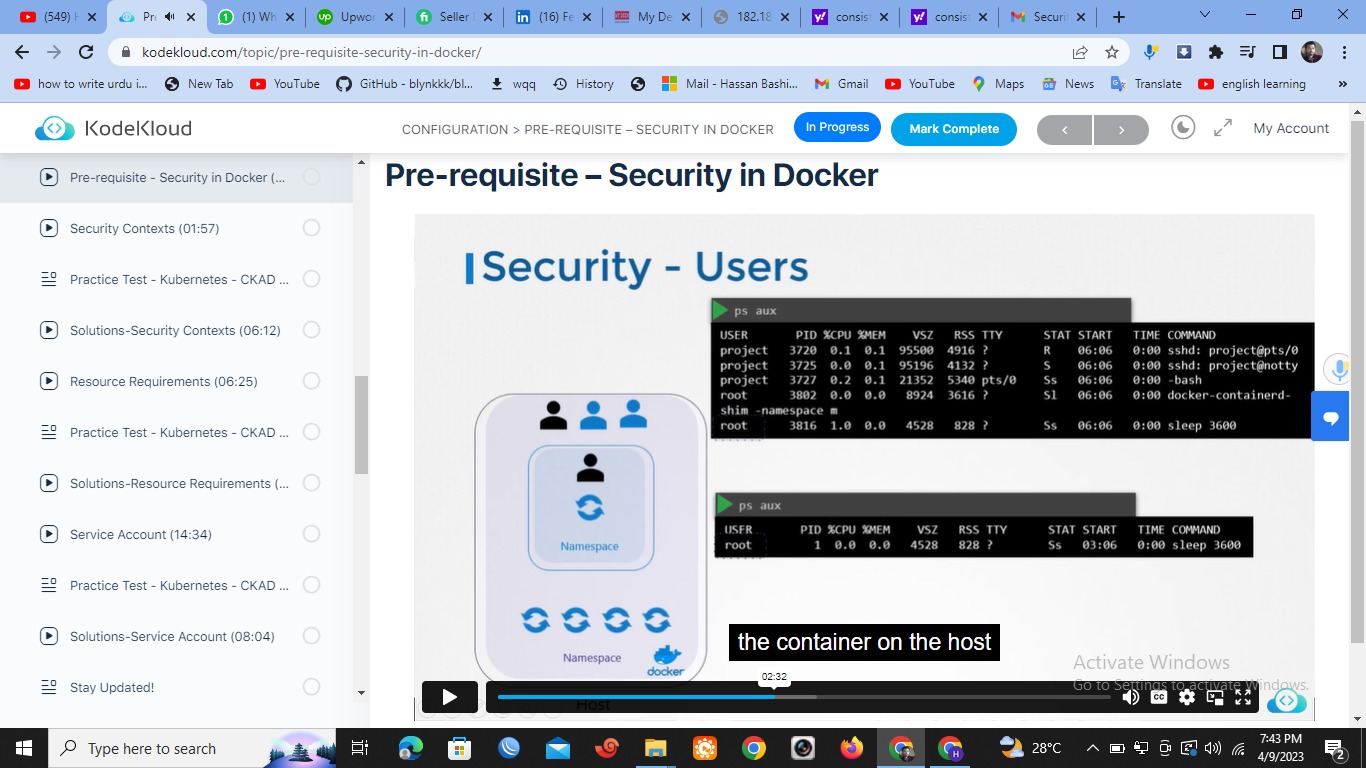 (549) H
Pre
(1) Wh
Upwor
Seller
(16) Fe
My De
182.18
consist
consist
Securit
kodekloud.com/topic/pre-requisite-security-in-docker/
how to write urdu i...
New Tab
YouTube
GitHub - blynkkk/bl...
wqq
History
Mail - Hassan Bashi...
Gmail
YouTube
Maps
News
Translate
english learning
»
KodeKloud
CONFIGURATION > PRE-REQUISITE – SECURITY IN DOCKER
In Progress
Mark Complete
<
>
My Account
Pre-requisite - Security in Docker (...
Security Contexts (01:57)
Practice Test - Kubernetes - CKAD ...
Solutions-Security Contexts (06:12)
Resource Requirements (06:25)
Practice Test - Kubernetes - CKAD ...
Solutions-Resource Requirements (...
Service Account (14:34)
Practice Test - Kubernetes - CKAD ...
Solutions-Service Account (08:04)
Stay Updated!
Pre-requisite – Security in Docker
Security - Users
ps aux
USER PID %CPU %MEM VSZ RSS TTY STAT START TIME COMMAND
project 3720 0.1 0.1 95500 4916 ? R 06:06 0:00 sshd: project@pts/0
project 3725 0.0 0.1 95196 4132 ? S 06:06 0:00 sshd: project@notty
project 3727 0.2 0.1 21352 5340 pts/0 Ss 06:06 0:00 -bash
root 3802 0.0 0.0 8924 3616 ? Sl 06:06 0:00 docker-containerd-
shim -namespace m
root 3816 1.0 0.0 4528 828 ? Ss 06:06 0:00 sleep 3600
ps aux
USER PID %CPU %MEM VSZ RSS TTY STAT START TIME COMMAND
root 1 0.0 0.0 4528 828 ? Ss 03:06 0:00 sleep 3600
Namespace
Namespace
docker
Host
the container on the host
02:32
CC
Activate Windows
Go to Settings to activate Windows.
Type here to search
28°C
7:43 PM
4/9/2023
2